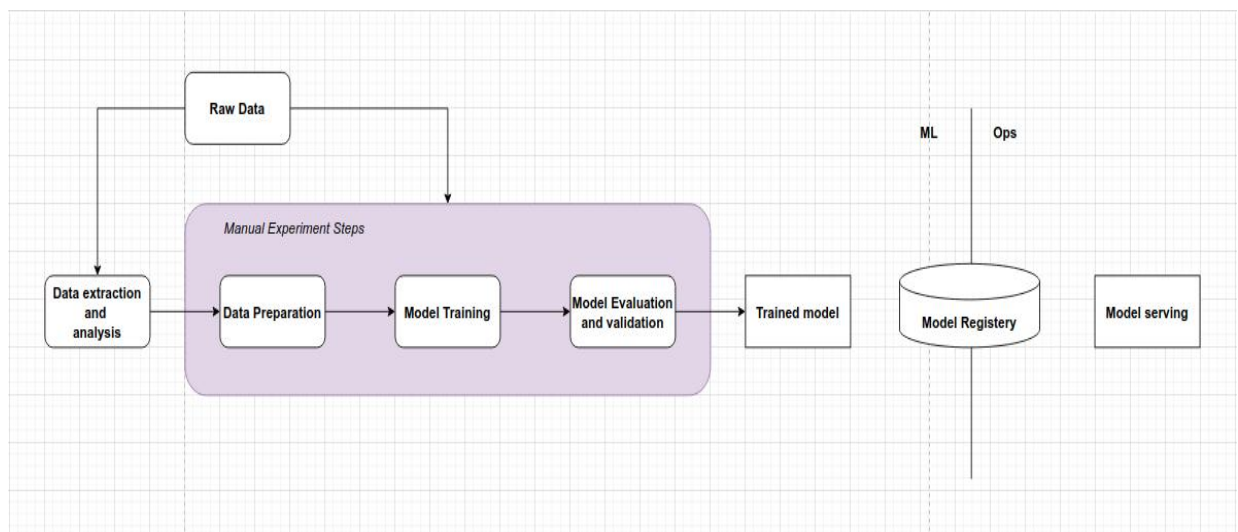 Raw Data
ML
Ops
Manual Experiment Steps
Data extraction
and
analysis
Data Preparation
Model Training
Model Evaluation
and validation
Trained model
Model Registery
Model serving